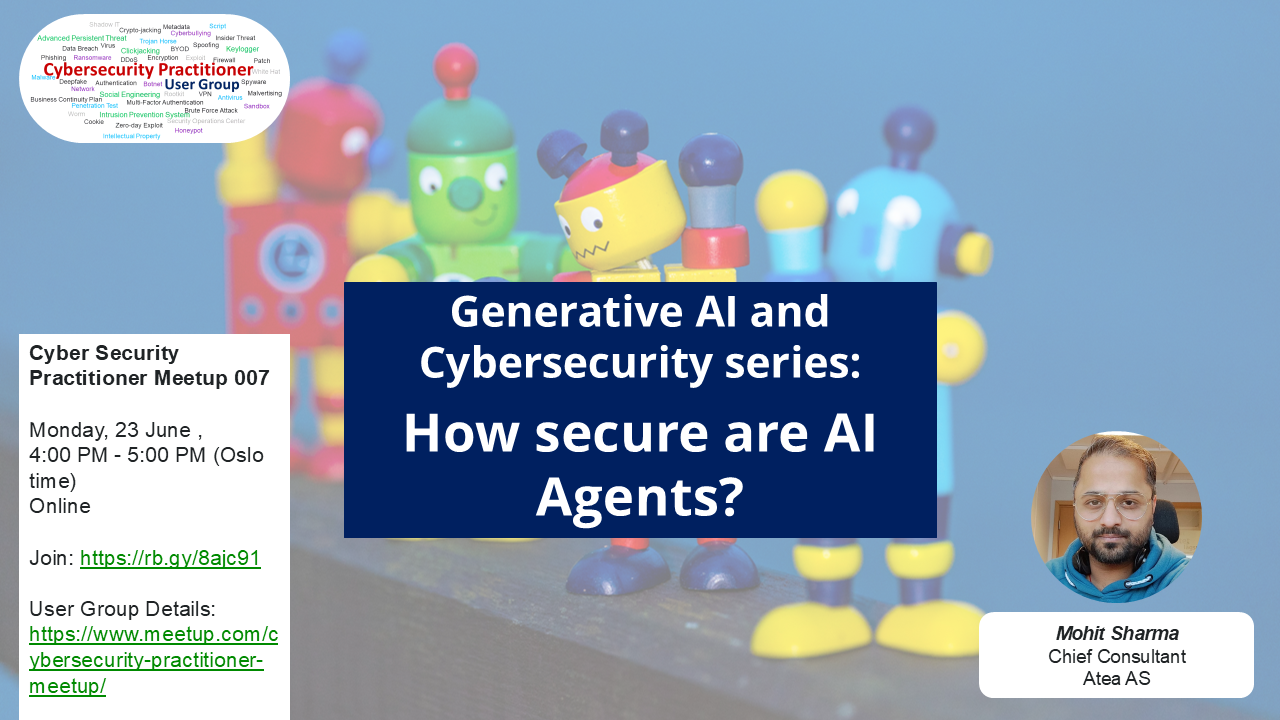 Shadow IT
Crypto-jacking Metadata Script
Advanced Persistent Threat Cyberbullying Insider Threat
Trojan Horse
Data Breach Virus Clickjacking BYOD Spoofing Keylogger
Phishing Ransomware DDoS Encryption Exploit Firewall Patch
Cybersecurity Practitioner
White Hat
Malware Deepfake Authentication Botnet User Group Spyware
Network Social Engineering Rootkit VPN Antivirus Malvertising
Business Continuity Plan Multi-Factor Authentication
Penetration Test Sandbox
Worm Intrusion Prevention System Brute Force Attack
Cookie Zero-day Exploit Security Operations Center
Honeypot
Intellectual Property
Generative AI and
Cybersecurity series:
How secure are AI
Agents?
Cyber Security
Practitioner Meetup 007
Monday, 23 June ,
4:00 PM - 5:00 PM (Oslo
time)
Online
Join: https://rb.gy/8ajc91
User Group Details:
https://www.meetup.com/c
ybersecurity-practitioner-
meetup/
Mohit Sharma
Chief Consultant
Atea AS